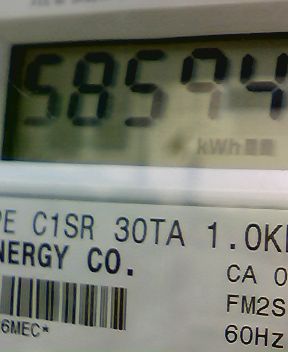 58594
kWh
PE C1SR 30TA 1.0K
NERGY CO.
CA 0
FM2S
6MEC*
60Hz